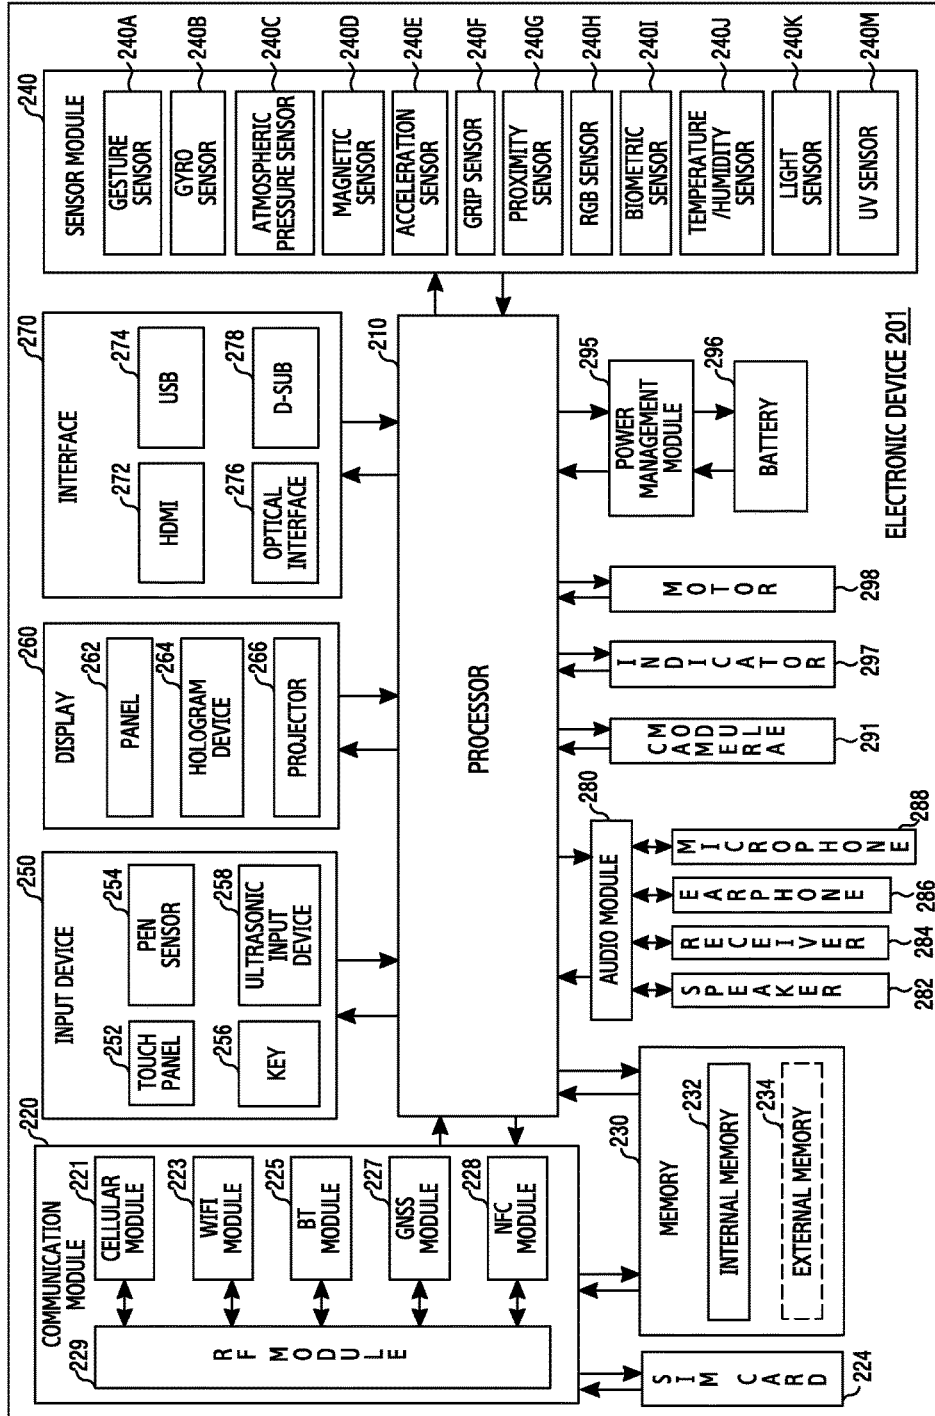 COMMUNICATION
MODULE
220
229
RF MODULE
221
CELLULAR
MODULE
223
WIFI
MODULE
225
BT
MODULE
227
GNSS
MODULE
228
NFC
MODULE
SIM CARD
224
INPUT DEVICE
250
252
TOUCH
PANEL
254
PEN
SENSOR
256
KEY
258
ULTRASONIC
INPUT
DEVICE
DISPLAY
260
262
PANEL
264
HOLOGRAM
DEVICE
266
PROJECTOR
INTERFACE
270
272
HDMI
274
USB
276
OPTICAL
INTERFACE
278
D-SUB
SENSOR MODULE
240
GESTURE
SENSOR
240A
GYRO
SENSOR
240B
ATMOSPHERIC
PRESSURE SENSOR
240C
MAGNETIC
SENSOR
240D
ACCELERATION
SENSOR
240E
GRIP SENSOR
240F
PROXIMITY
SENSOR
240G
RGB SENSOR
240H
BIOMETRIC
SENSOR
240I
TEMPERATURE
/HUMIDITY
SENSOR
240J
LIGHT
SENSOR
240K
UV SENSOR
240M
PROCESSOR
210
230
MEMORY
232
INTERNAL MEMORY
234
EXTERNAL MEMORY
280
AUDIO MODULE
SPEAKER
282
RECEIVER
284
EARPHONE
286
MICROPHONE
288
CAMERA
MODULE
291
INDICATOR
297
MOTOR
298
295
POWER
MANAGEMENT
MODULE
296
BATTERY
ELECTRONIC DEVICE 201